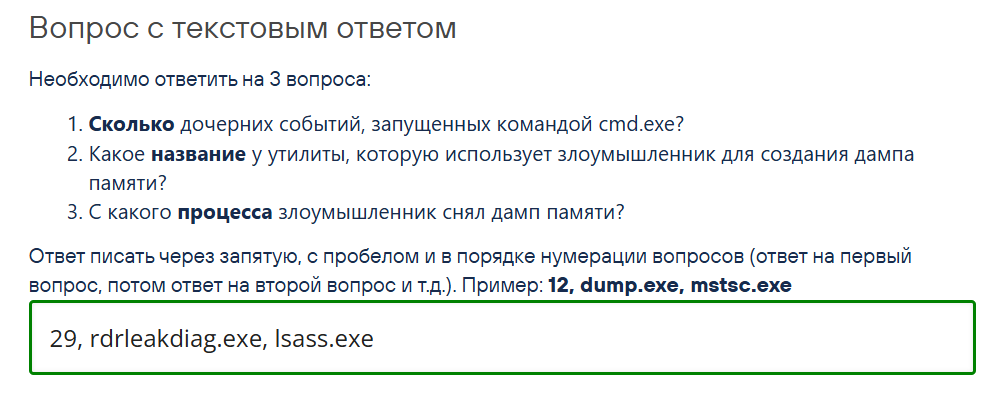 Вопрос с текстовым ответом
Необходимо ответить на 3 вопроса:
1. Сколько дочерних событий, запущенных командой cmd.exe?
2. Какое название у утилиты, которую использует злоумышленник для создания дампа
памяти?
3. С какого процесса злоумышленник снял дамп памяти?
Ответ писать через запятую, с пробелом и в порядке нумерации вопросов (ответ на первый
вопрос, потом ответ на второй вопрос и т.д.). Пример: 12, dump.exe, mstsc.exe
29, rdrleakdiag.exe, lsass.exe